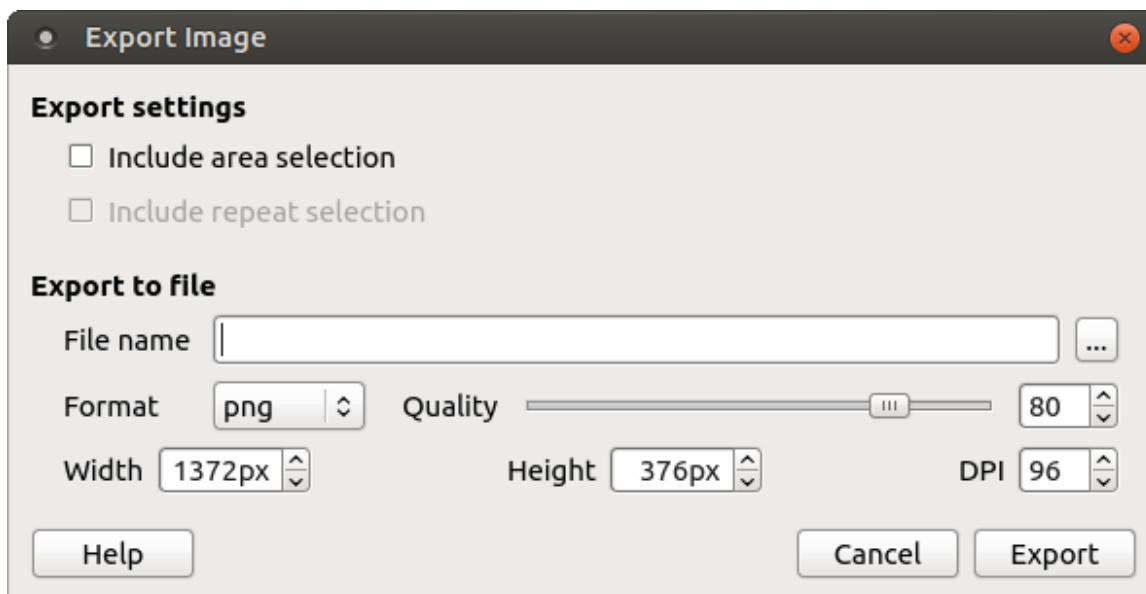 Export Image
Export settings
Include area selection
Include repeat selection
Export to file
File name ...
Format png Quality 80
Width 1372px Height 376px DPI 96
Help Cancel Export